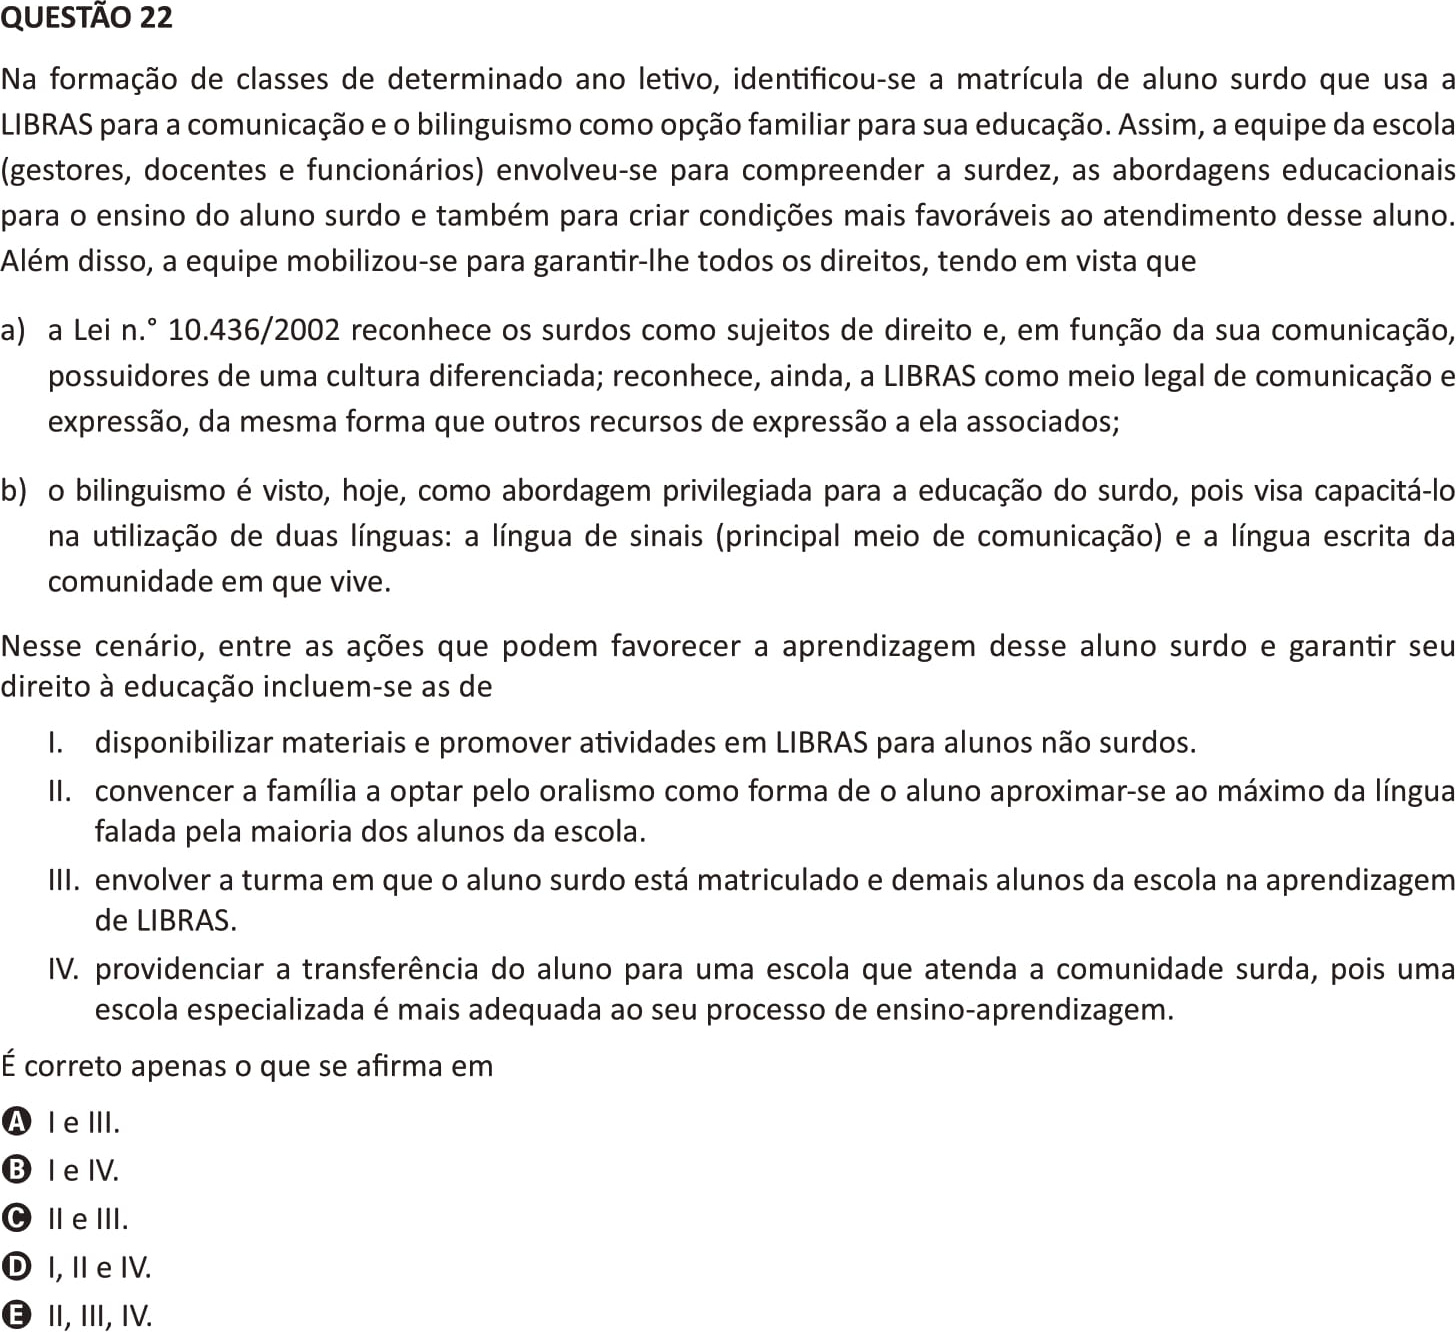 QUESTÃO 22
Na formação de classes de determinado ano letivo, identificou-se a matrícula de aluno surdo que usa a
LIBRAS para a comunicação e o bilinguismo como opção familiar para sua educação. Assim, a equipe da escola
(gestores, docentes e funcionários) envolveu-se para compreender a surdez, as abordagens educacionais
para o ensino do aluno surdo e também para criar condições mais favoráveis ao atendimento desse aluno.
Além disso, a equipe mobilizou-se para garantir-lhe todos os direitos, tendo em vista que
a) a Lei n.° 10.436/2002 reconhece os surdos como sujeitos de direito e, em função da sua comunicação,
possuidores de uma cultura diferenciada; reconhece, ainda, a LIBRAS como meio legal de comunicação e
expressão, da mesma forma que outros recursos de expressão a ela associados;
b) o bilinguismo é visto, hoje, como abordagem privilegiada para a educação do surdo, pois visa capacitá-lo
na utilização de duas línguas: a língua de sinais (principal meio de comunicação) e a língua escrita da
comunidade em que vive.
Nesse cenário, entre as ações que podem favorecer a aprendizagem desse aluno surdo e garantir seu
direito à educação incluem-se as de
I. disponibilizar materiais e promover atividades em LIBRAS para alunos não surdos.
II. convencer a família a optar pelo oralismo como forma de o aluno aproximar-se ao máximo da língua
falada pela maioria dos alunos da escola.
III. envolver a turma em que o aluno surdo está matriculado e demais alunos da escola na aprendizagem
de LIBRAS.
IV. providenciar a transferência do aluno para uma escola que atenda a comunidade surda, pois uma
escola especializada é mais adequada ao seu processo de ensino-aprendizagem.
É correto apenas o que se afirma em
A I e III.
B I e IV.
C II e III.
D I, II e IV.
E II, III, IV.